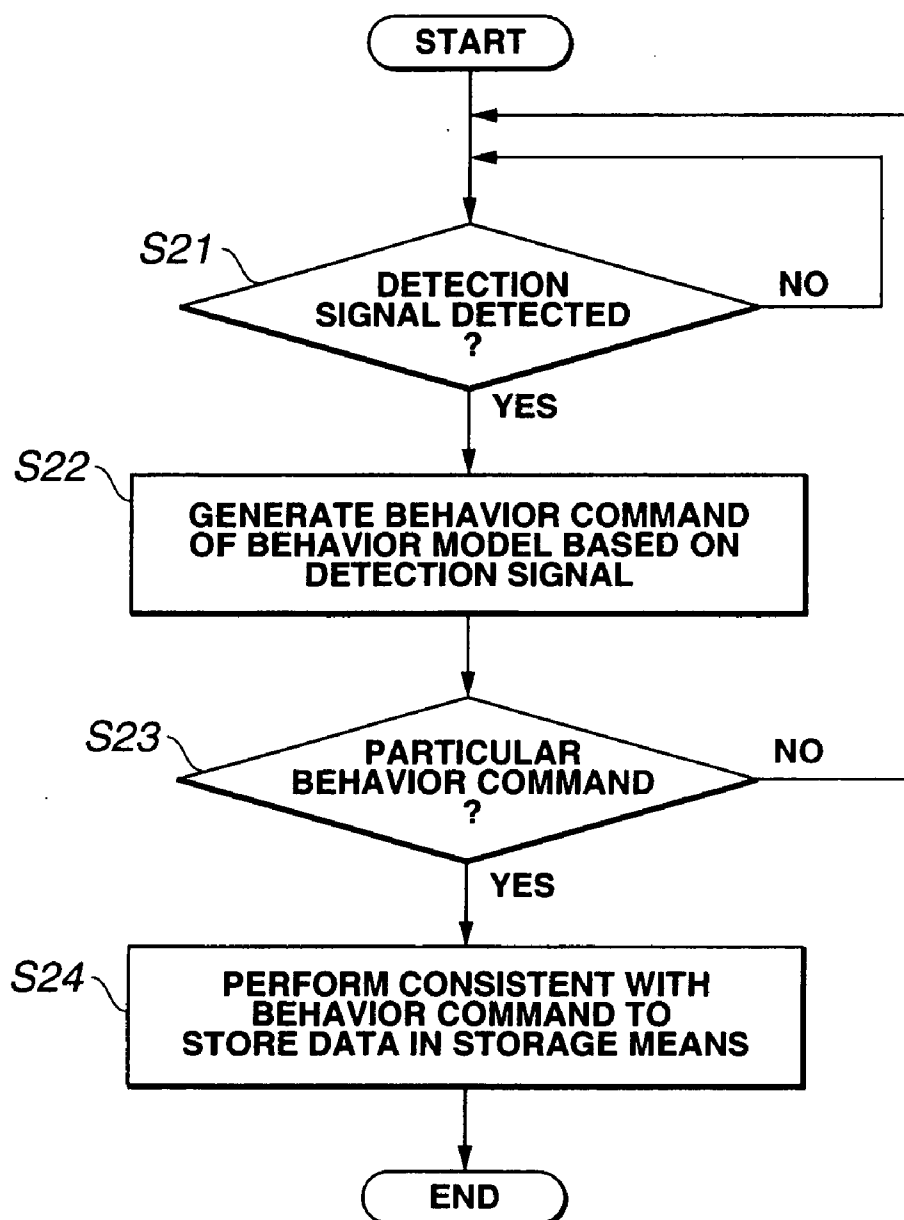 START
S21
DETECTION
SIGNAL DETECTED
?
NO
YES
S22
GENERATE BEHAVIOR COMMAND
OF BEHAVIOR MODEL BASED ON
DETECTION SIGNAL
S23
PARTICULAR
BEHAVIOR COMMAND
?
NO
YES
S24
PERFORM CONSISTENT WITH
BEHAVIOR COMMAND TO
STORE DATA IN STORAGE MEANS
END